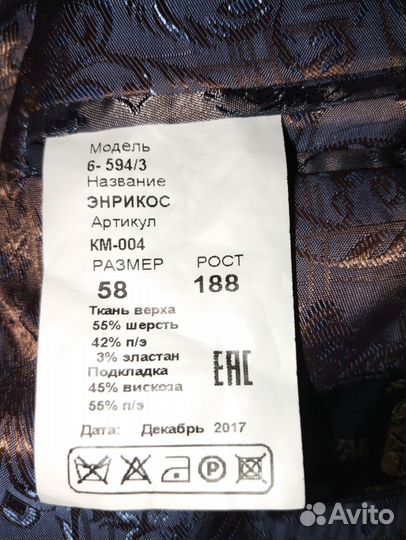 Модель
6- 594/3
Название
ЭНРИКОС
Артикул
КМ-004
РАЗМЕР РОСТ
58 188
Ткань верха
55% шерсть
42% п/э
3% эластан
Подкладка
45% вискоза
55% п/э
EAC
Дата: Декабрь 2017
P
Avito